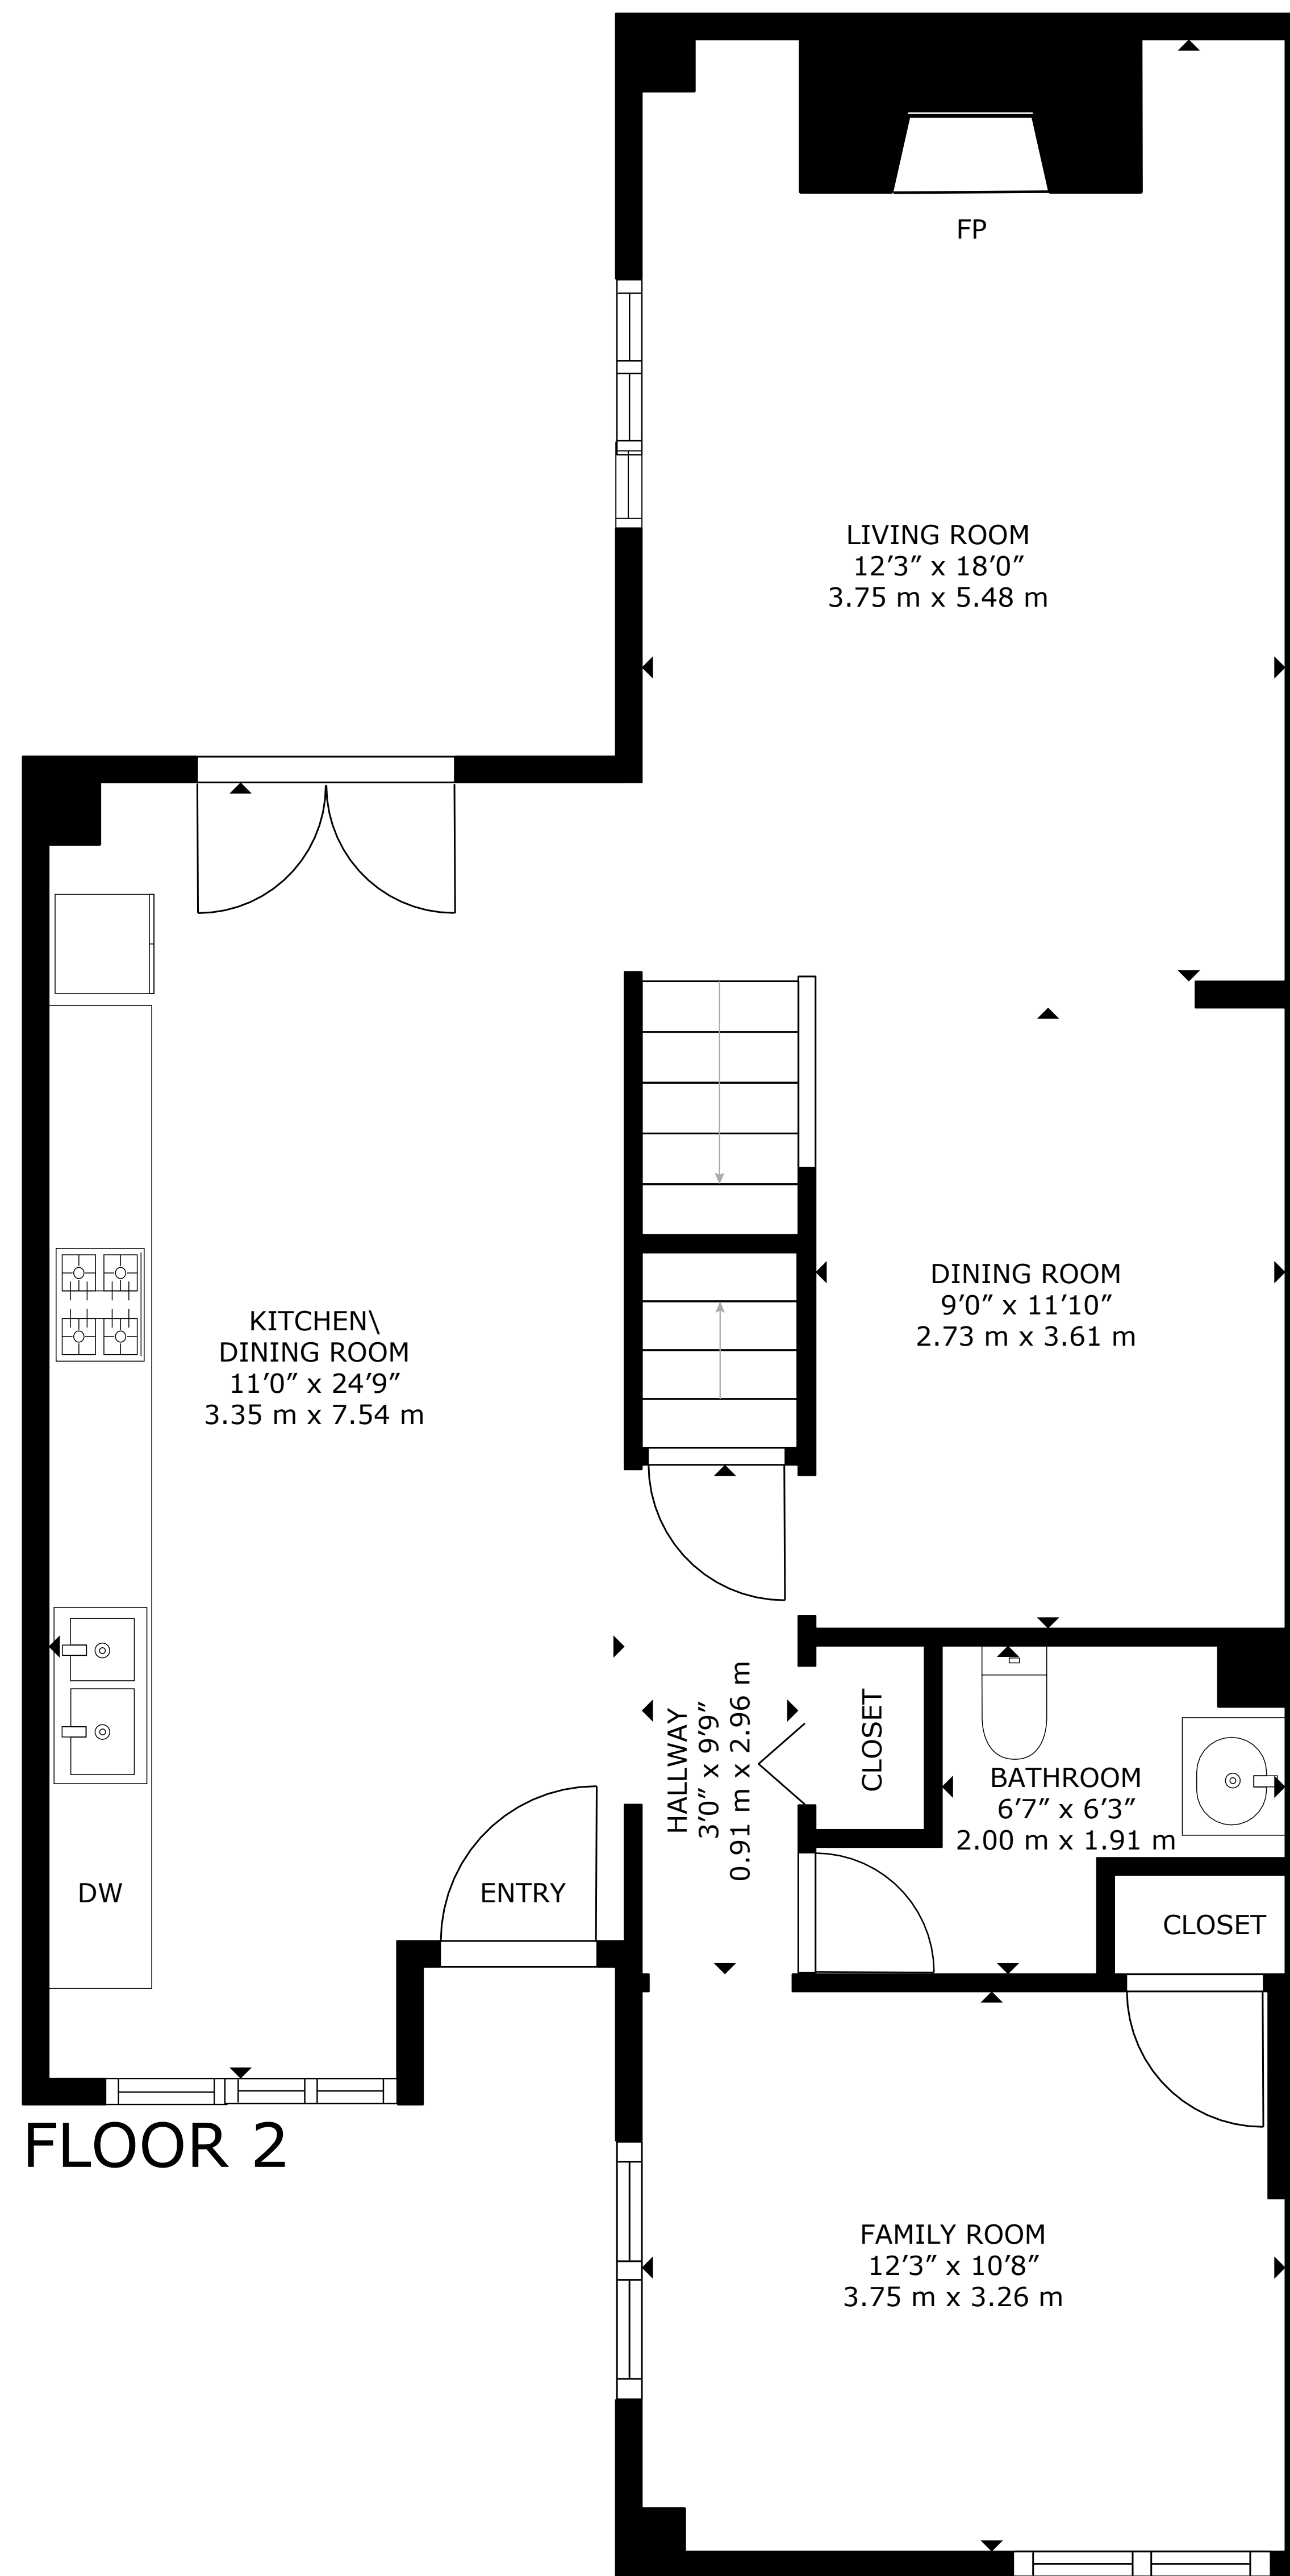 FP
LIVING ROOM
12’3” x 18’0”
3.75 m x 5.48 m
DINING ROOM
9’0” x 11’10”
2.73 m x 3.61 m
KITCHEN\
DINING ROOM
11’0” x 24’9”
3.35 m x 7.54 m
HALLWAY
3’0” x 9’9”
0.91 m x 2.96 m
CLOSET
BATHROOM
6’7” x 6’3”
2.00 m x 1.91 m
DW
ENTRY
CLOSET
FLOOR 2
FAMILY ROOM
12’3” x 10’8”
3.75 m x 3.26 m